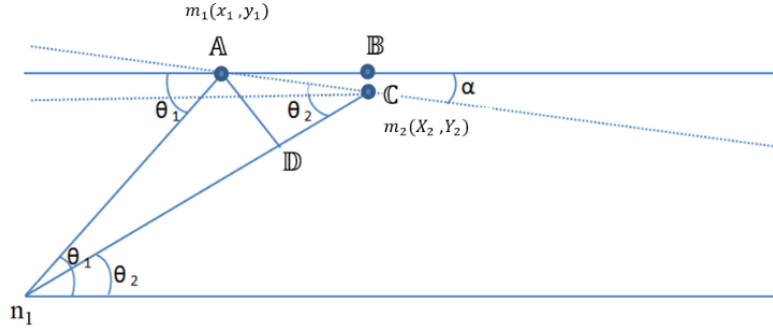 m₁(x₁ ,y₁)
𝔸
𝔹
θ₁
θ₂
ℂ
α
m₂(X₂ ,Y₂)
𝔻
θ₁
θ₂
n₁